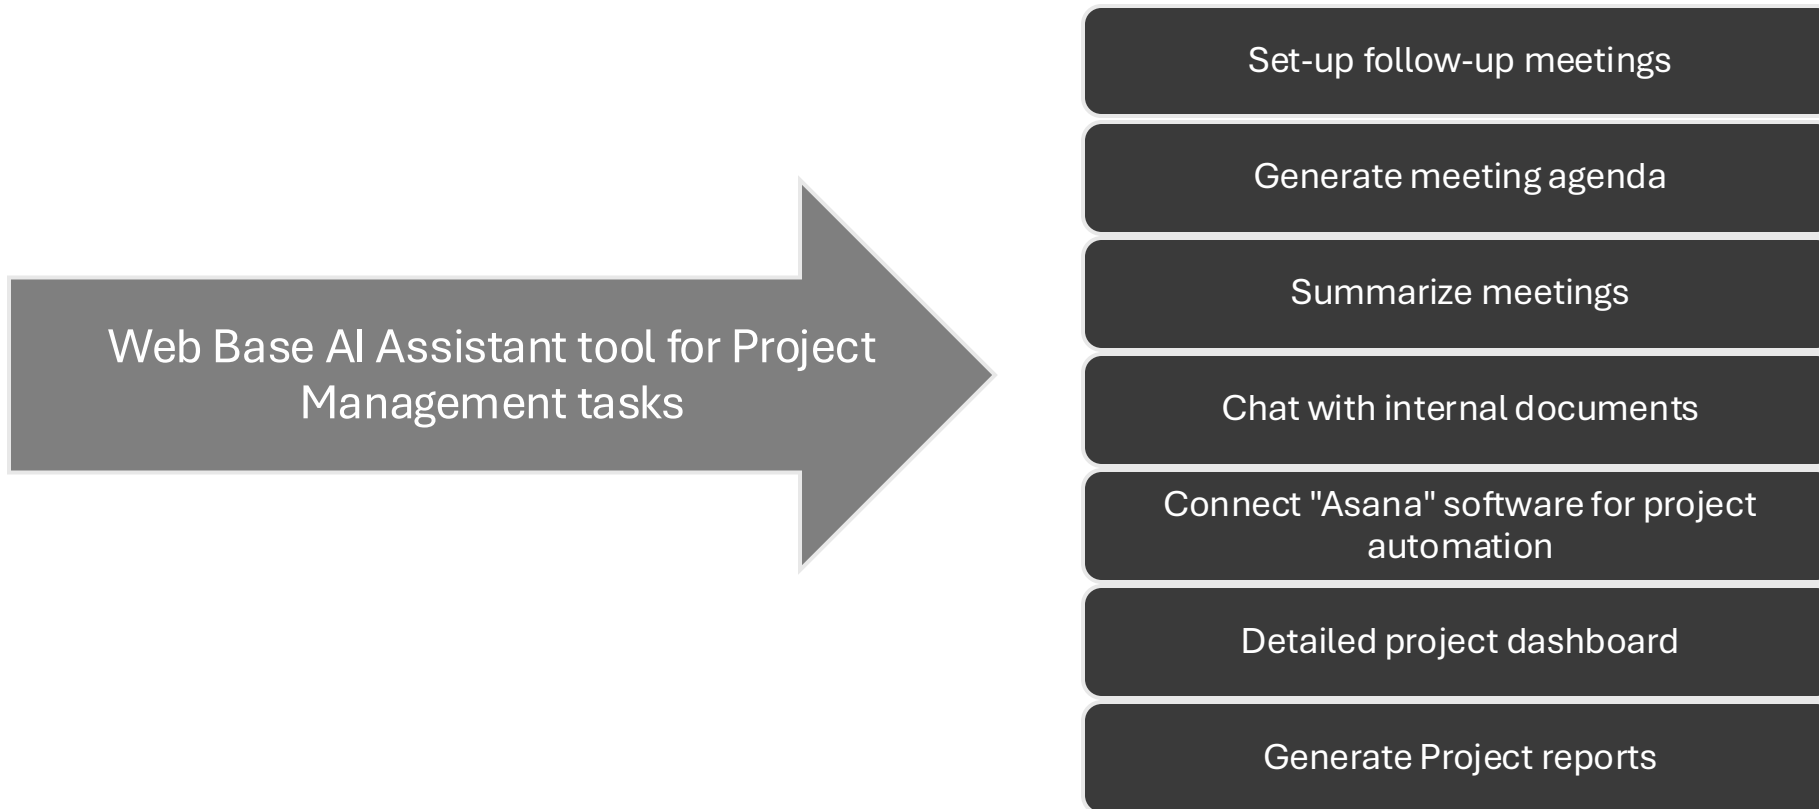 Web Base AI Assistant tool for Project
Management tasks
Set-up follow-up meetings
Generate meeting agenda
Summarize meetings
Chat with internal documents
Connect "Asana" software for project
automation
Detailed project dashboard
Generate Project reports